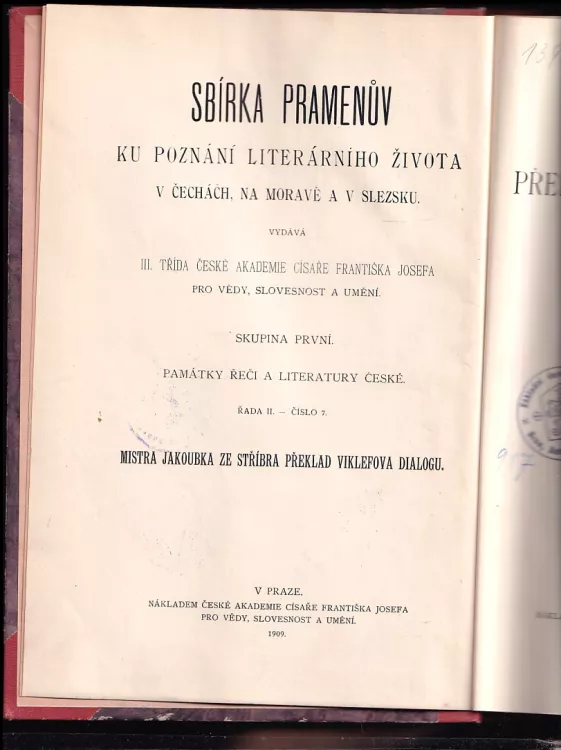 SBÍRKA PRAMENŮV
KU POZNÁNÍ LITERÁRNÍHO ŽIVOTA
V ČECHÁCH, NA MORAVĚ A V SLEZSKU.
VYDÁVÁ
III. TŘÍDA ČESKÉ AKADEMIE CÍSAŘE FRANTIŠKA JOSEFA
PRO VĚDY, SLOVESNOST A UMĚNÍ.
SKUPINA PRVNÍ.
PAMÁTKY ŘEČI A LITERATURY ČESKÉ.
ŘADA II. — ČÍSLO 7.
MISTRA JAKOUBKA ZE STŘÍBRA PŘEKLAD VIKLEFOVA DIALOGU.
V PRAZE.
NÁKLADEM ČESKÉ AKADEMIE CÍSAŘE FRANTIŠKA JOSEFA
PRO VĚDY, SLOVESNOST A UMĚNÍ.
1909.
PŘE